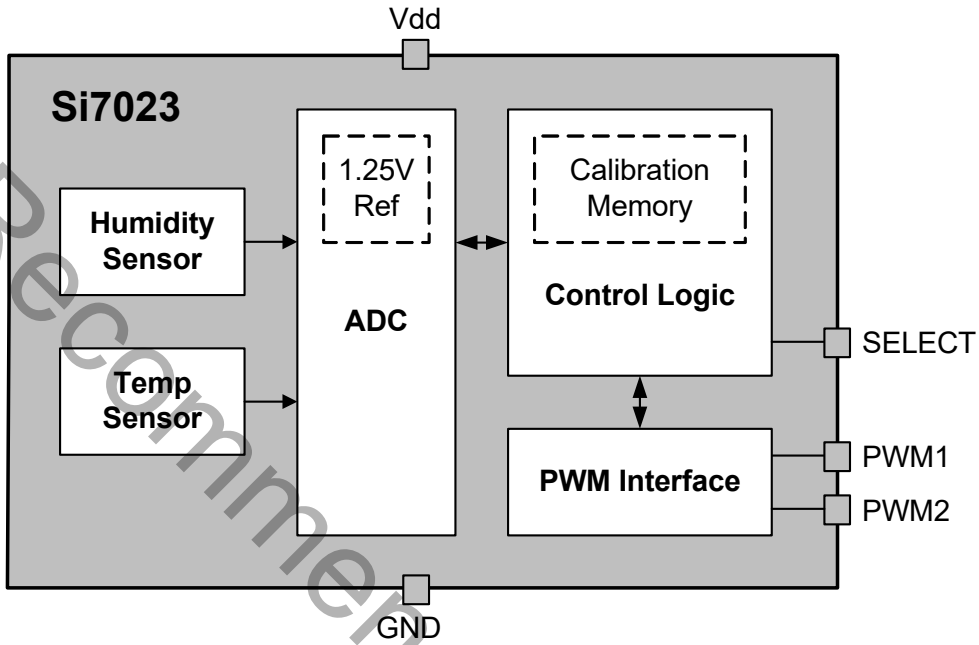 Vdd
Si7023
1.25V
Ref
Calibration
Memory
Humidity
Sensor
ADC
Control Logic
SELECT
Temp
Sensor
PWM Interface
PWM1
PWM2
GND
Recommen